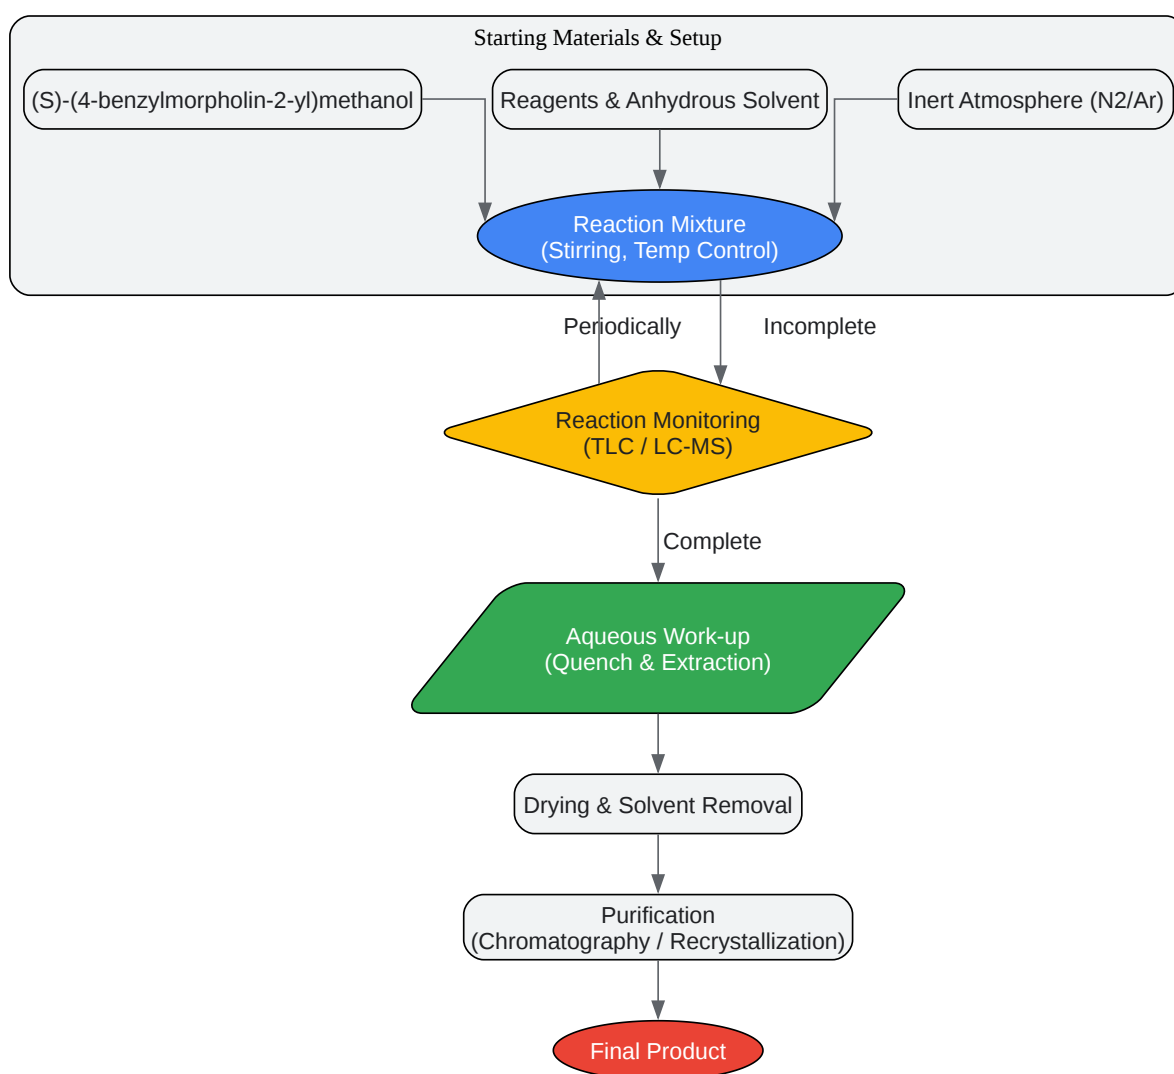 Starting Materials & Setup
(S)-(4-benzylmorpholin-2-yl)methanol
Reagents & Anhydrous Solvent
Inert Atmosphere (N2/Ar)
Reaction Mixture
(Stirring, Temp Control)
Periodically
Incomplete
Reaction Monitoring
(TLC / LC-MS)
Complete
Aqueous Work-up
(Quench & Extraction)
Drying & Solvent Removal
Purification
(Chromatography / Recrystallization)
Final Product